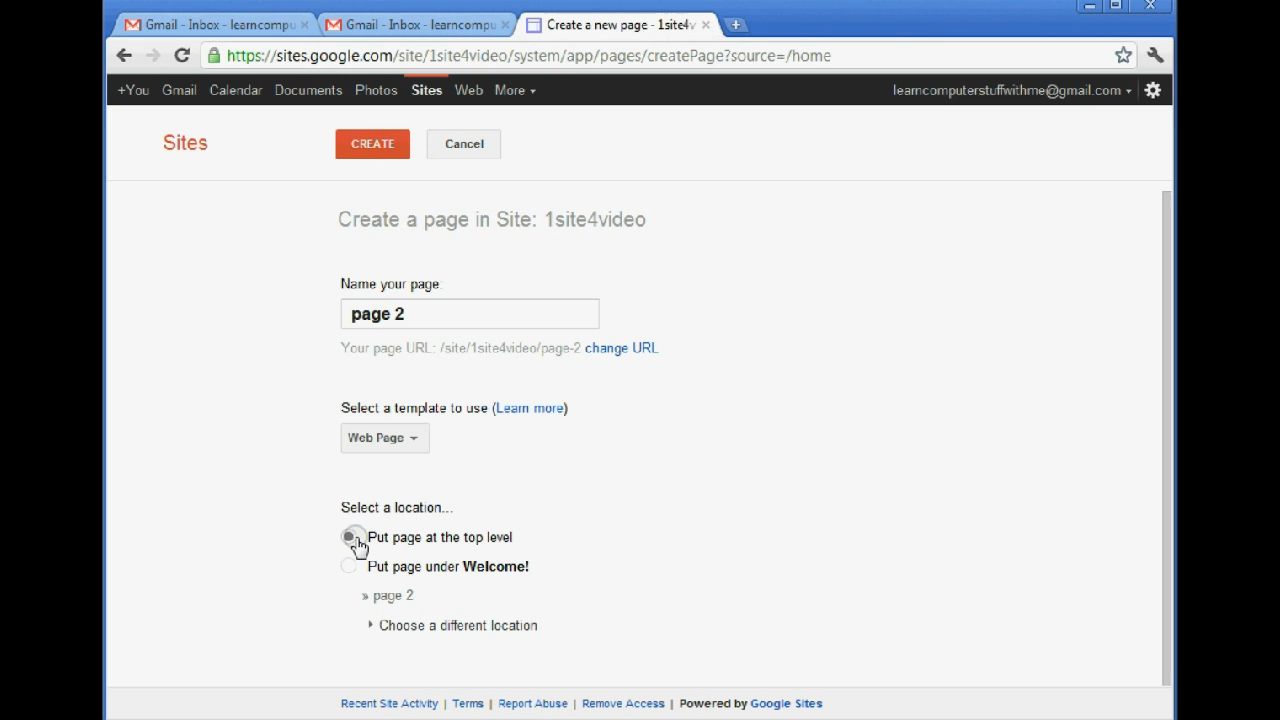 Gmail - Inbox - learncompu
Gmail - Inbox - learncompu
Create a new page - 1site4v
https://sites.google.com/site/1site4video/system/app/pages/createPage?source=/home
+You Gmail Calendar Documents Photos Sites Web More
learncomputerstuffwithme@gmail.com
Sites
CREATE
Cancel
Create a page in Site: 1site4video
Name your page:
page 2
Your page URL: /site/1site4video/page-2 change URL
Select a template to use (Learn more)
Web Page
Select a location...
Put page at the top level
Put page under Welcome!
» page 2
Choose a different location
Recent Site Activity | Terms | Report Abuse | Remove Access | Powered by Google Sites